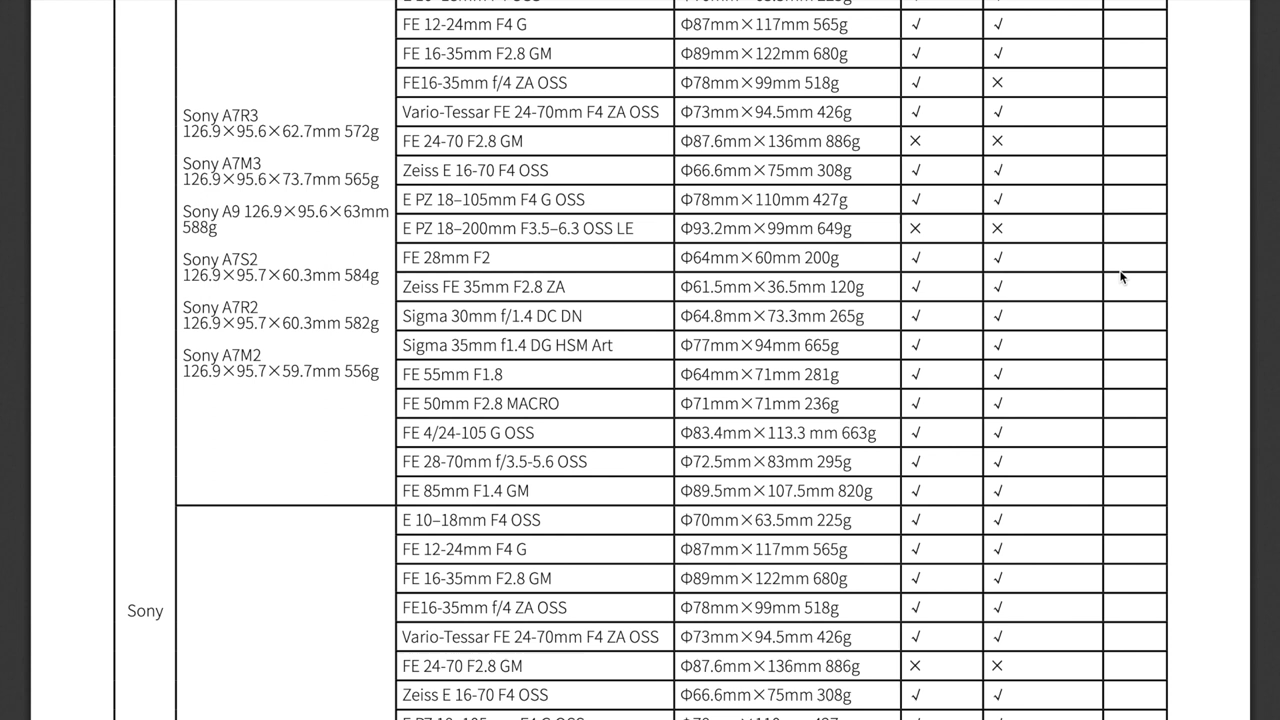 FE 12-24mm F4 G Φ87mm×117mm 565g √ √
FE 16-35mm F2.8 GM Φ89mm×122mm 680g √ √
FE16-35mm f/4 ZA OSS Φ78mm×99mm 518g √ ×
Sony A7R3
126.9×95.6×62.7mm 572g
Vario-Tessar FE 24-70mm F4 ZA OSS Φ73mm×94.5mm 426g √ √
FE 24-70 F2.8 GM Φ87.6mm×136mm 886g × ×
Sony A7M3
126.9×95.6×73.7mm 565g
Zeiss E 16-70 F4 OSS Φ66.6mm×75mm 308g √ √
E PZ 18–105mm F4 G OSS Φ78mm×110mm 427g √ √
Sony A9 126.9×95.6×63mm
588g
E PZ 18–200mm F3.5–6.3 OSS LE Φ93.2mm×99mm 649g × ×
Sony A7S2
126.9×95.7×60.3mm 584g
FE 28mm F2 Φ64mm×60mm 200g √ √
Zeiss FE 35mm F2.8 ZA Φ61.5mm×36.5mm 120g √ √
Sony A7R2
126.9×95.7×60.3mm 582g
Sigma 30mm f/1.4 DC DN Φ64.8mm×73.3mm 265g √ √
Sigma 35mm f1.4 DG HSM Art Φ77mm×94mm 665g √ √
Sony A7M2
126.9×95.7×59.7mm 556g
FE 55mm F1.8 Φ64mm×71mm 281g √ √
FE 50mm F2.8 MACRO Φ71mm×71mm 236g √ √
FE 4/24-105 G OSS Φ83.4mm×113.3 mm 663g √ √
FE 28-70mm f/3.5-5.6 OSS Φ72.5mm×83mm 295g √ √
FE 85mm F1.4 GM Φ89.5mm×107.5mm 820g √ √
E 10–18mm F4 OSS Φ70mm×63.5mm 225g √ √
FE 12-24mm F4 G Φ87mm×117mm 565g √ √
FE 16-35mm F2.8 GM Φ89mm×122mm 680g √ √
Sony
FE16-35mm f/4 ZA OSS Φ78mm×99mm 518g √ √
Vario-Tessar FE 24-70mm F4 ZA OSS Φ73mm×94.5mm 426g √ √
FE 24-70 F2.8 GM Φ87.6mm×136mm 886g × ×
Zeiss E 16-70 F4 OSS Φ66.6mm×75mm 308g √ √